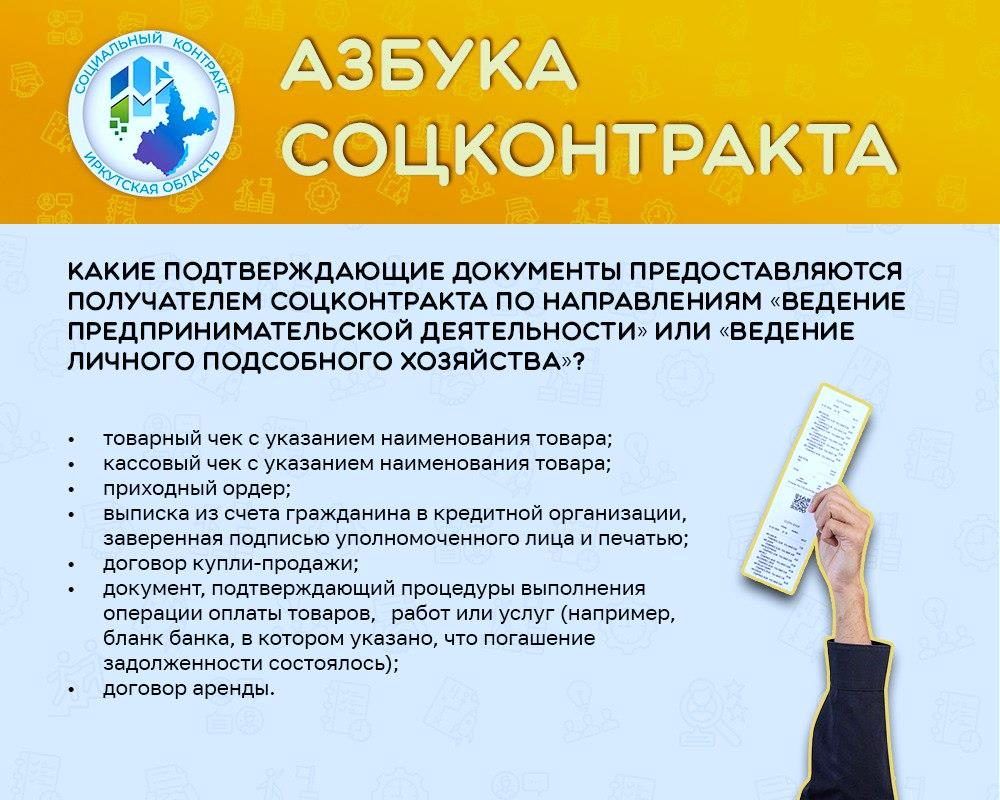 СОЦИАЛЬНЫЙ КОНТРАКТ
ИРКУТСКАЯ ОБЛАСТЬ
АЗБУКА
СОЦКОНТРАКТА
КАКИЕ ПОДТВЕРЖДАЮЩИЕ ДОКУМЕНТЫ ПРЕДОСТАВЛЯЮТСЯ
ПОЛУЧАТЕЛЕМ СОЦКОНТРАКТА ПО НАПРАВЛЕНИЯМ «ВЕДЕНИЕ
ПРЕДПРИНИМАТЕЛЬСКОЙ ДЕЯТЕЛЬНОСТИ» ИЛИ «ВЕДЕНИЕ
ЛИЧНОГО ПОДСОБНОГО ХОЗЯЙСТВА»?
• товарный чек с указанием наименования товара;
• кассовый чек с указанием наименования товара;
• приходный ордер;
• выписка из счета гражданина в кредитной организации,
заверенная подписью уполномоченного лица и печатью;
• договор купли-продажи;
• документ, подтверждающий процедуры выполнения
операции оплаты товаров, работ или услуг (например,
бланк банка, в котором указано, что погашение
задолженности состоялось);
• договор аренды.